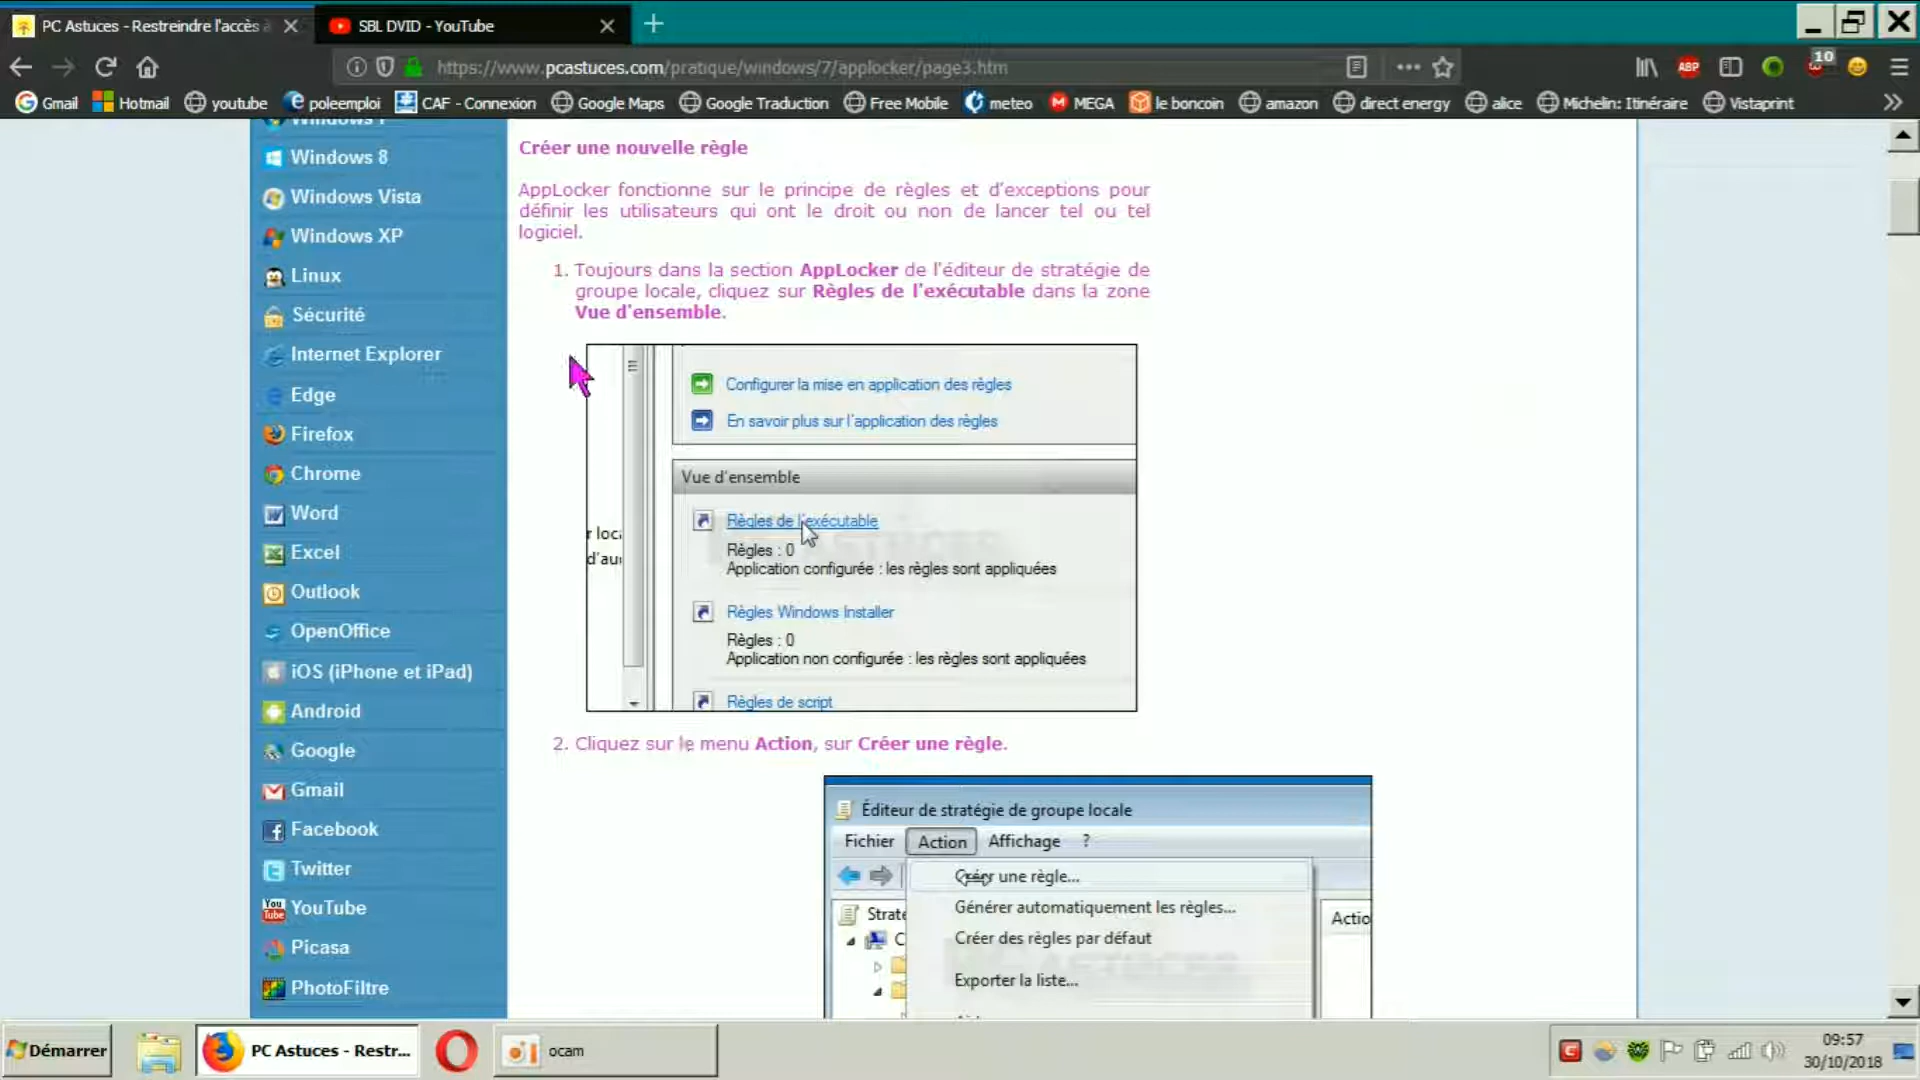 PC Astuces - Restreindre l'accès à
SBL DVID - YouTube
https://www.pcastuces.com/pratique/windows/7/applocker/page3.htm
ABP
10
Gmail
Hotmail
youtube
poleemploi
CAF - Connexion
Google Maps
Google Traduction
Free Mobile
meteo
MEGA
le boncoin
amazon
direct energy
alice
Michelin: Itinéraire
Vistaprint
Windows 8
Windows Vista
Windows XP
Linux
Sécurité
Internet Explorer
Edge
Firefox
Chrome
Word
Excel
Outlook
OpenOffice
iOS (iPhone et iPad)
Android
Google
Gmail
Facebook
Twitter
YouTube
Picasa
PhotoFiltre
Créer une nouvelle règle
AppLocker fonctionne sur le principe de règles et d'exceptions pour
définir les utilisateurs qui ont le droit ou non de lancer tel ou tel
logiciel.
1. Toujours dans la section AppLocker de l'éditeur de stratégie de
groupe locale, cliquez sur Règles de l'exécutable dans la zone
Vue d'ensemble.
Configurer la mise en application des règles
En savoir plus sur l'application des règles
Vue d'ensemble
Règles de l'exécutable
Règles : 0
Application configurée : les règles sont appliquées
Règles Windows Installer
Règles : 0
Application non configurée : les règles sont appliquées
Règles de script
2. Cliquez sur le menu Action, sur Créer une règle.
Éditeur de stratégie de groupe locale
Fichier Action Affichage ?
Créer une règle...
Générer automatiquement les règles...
Créer des règles par défaut
Exporter la liste...
Strate
Actio
Démarrer
PC Astuces - Restr...
ocam
09:57
30/10/2018